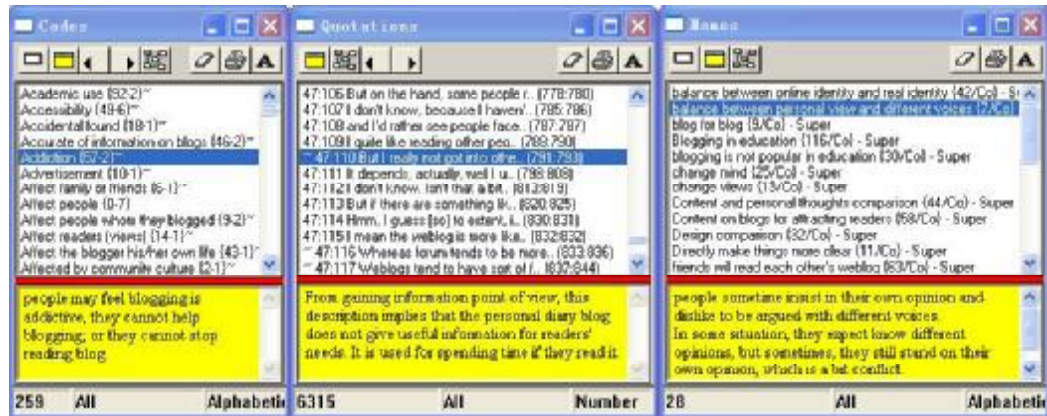 Codes
Academic use {92-2}~
Accessibility {49-6}~
Accidental found {18-1}~
Accurate of information on blogs {46-2}~
Addiction {57-2}~
Advertisement {10-1}~
Affect family or friends {6-1}~
Affect people {0-7}
Affect people whom they blogged {9-2}~
Affect readers (views) {14-1}~
Affect the blogger his/her own life {43-1}~
Affected by community culture {2-1}~
people may feel blogging is
addictive, they cannot help
blogging, or they cannot stop
reading blog
259 All Alphabeti
Quotations
47:106 But on the hand, some people r.. (778:780)
47:107 I don't know, because I haven'.. (785:786)
47:108 and I'd rather see people face.. (787:787)
47:109 I quite like reading other peo.. (788:790)
~ 47:110 But I really not got into othe.. (791:793)
47:111 It depends, actually, well I u.. (798:808)
47:112 I don't know. Isn't that a bit.. (813:819)
47:113 But if there are something lik.. (820:825)
47:114 Hmm, I guess [so] to extent, i.. (830:831)
47:115 I mean the weblog is more like.. (832:832)
~ 47:116 Whereas forum tends to be more.. (833:836)
~ 47:117 Weblogs tend to have sort of /.. (837:844)
From gaining information point of view, this
description implies that the personal diary blog
does not give useful information for readers'
needs. It is used for spending time if they read it
6315 All Number
balance between online identity and real identity {42/Co} - S
balance between personal view and different voices {7/Co}
blog for blog {9/Co} - Super
Blogging in education {116/Co} - Super
blogging is not popular in education {30/Co} - Super
change mind {25/Co} - Super
change views {13/Co} - Super
Content and personal thoughts comparison {44/Co} - Super
Content on blogs for attracting readers {58/Co} - Super
Design comparison {32/Co} - Super
Directly make things more clear {11/Co} - Super
friends will read each other's weblog {63/Co} - Super
people sometime insist in their own opinion and
dislike to be argued with different voices.
In some situation, they expect know different
opinions, but sometimes, they still stand on their
own opinion, which is a bit conflict.
28 All Alphabeti